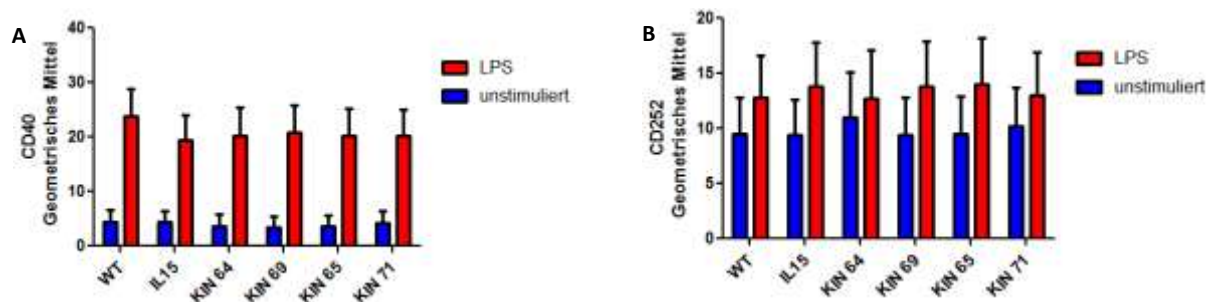 A
CD40
Geometrisches Mittel
40
30
20
10
0
WT
IL15
KIN 64
KIN 69
KIN 65
KIN 71
LPS
unstimuliert
B
CD252
Geometrisches Mittel
20
15
10
5
0
WT
IL15
KIN 64
KIN 69
KIN 65
KIN 71
LPS
unstimuliert